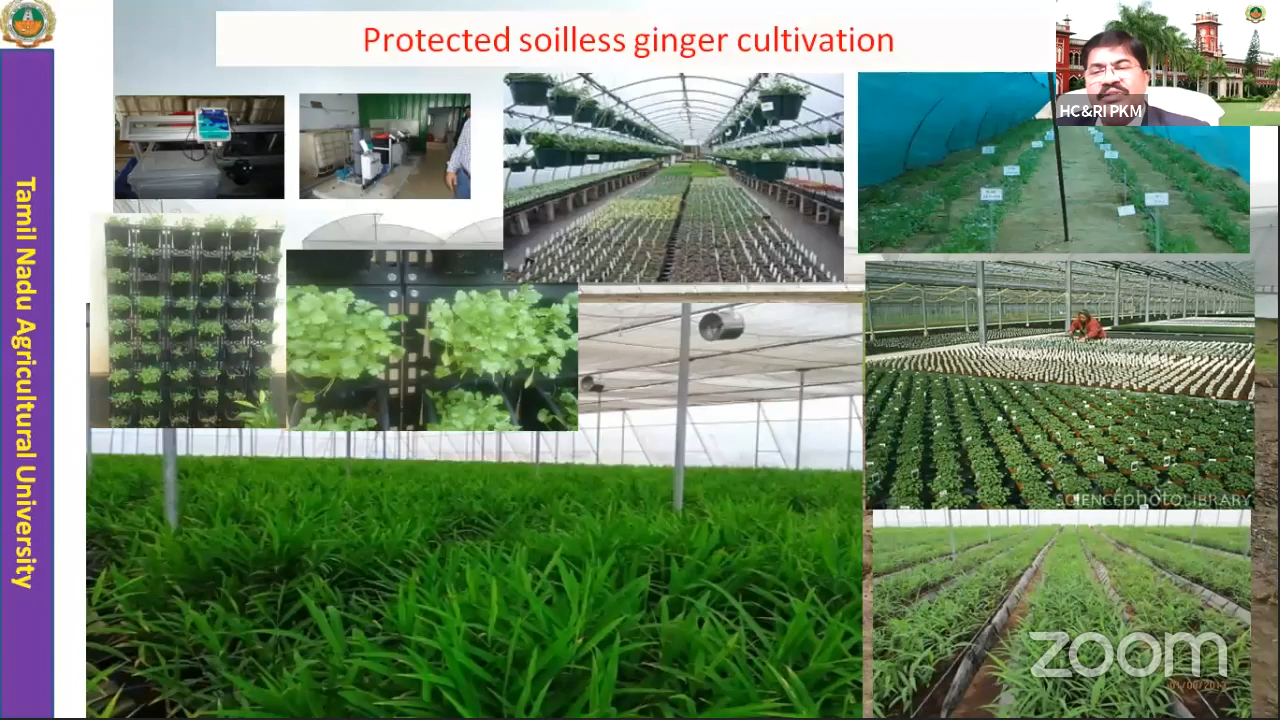 Protected soilless ginger cultivation
HC&RI PKM
Tamil Nadu Agricultural University
SCIENCEPHOTOLIBRARY
zoom